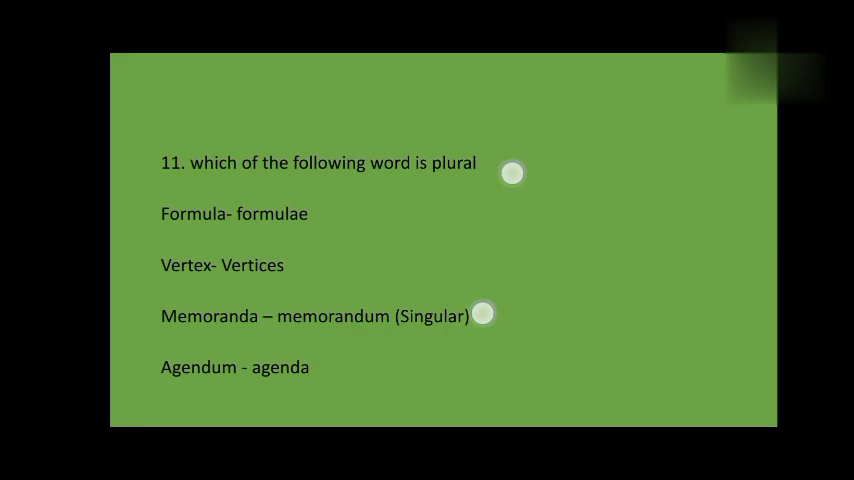 11. which of the following word is plural
Formula- formulae
Vertex- Vertices
Memoranda – memorandum (Singular)
Agendum - agenda